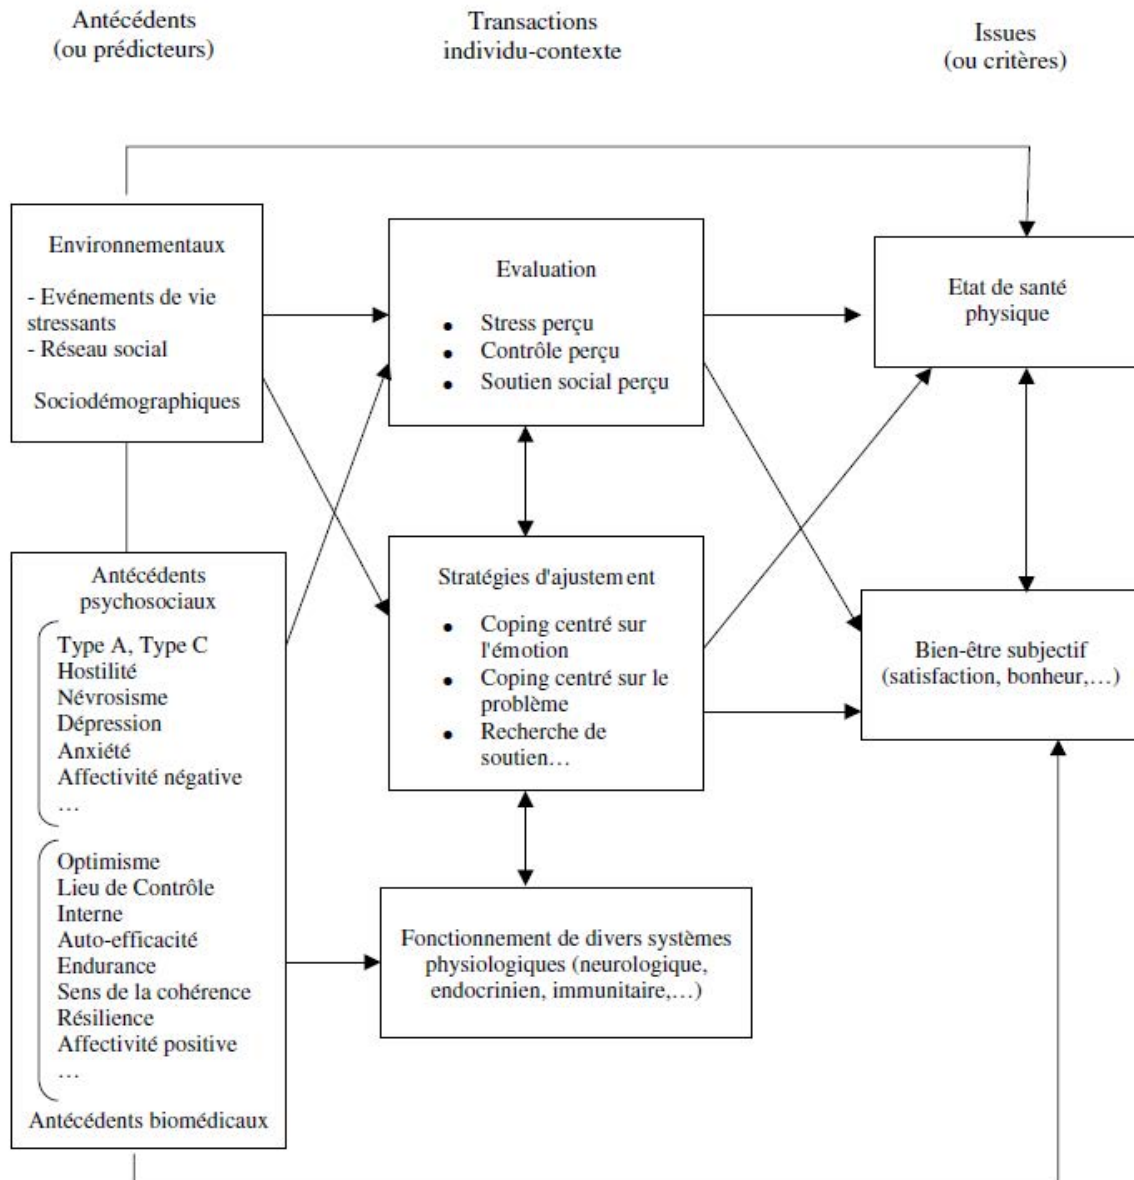 Antécédents
(ou prédicteurs)
Transactions
individu-contexte
Issues
(ou critères)
Environnementaux
- Evénements de vie
stressants
- Réseau social
Sociodémographiques
Evaluation
● Stress perçu
● Contrôle perçu
● Soutien social perçu
Etat de santé
physique
Antécédents
psychosociaux
Type A, Type C
Hostilité
Névrosisme
Dépression
Anxiété
Affectivité négative
…
Optimisme
Lieu de Contrôle
Interne
Auto-efficacité
Endurance
Sens de la cohérence
Résilience
Affectivité positive
…
Antécédents biomédicaux
Stratégies d'ajustement
● Coping centré sur
l'émotion
● Coping centré sur le
problème
● Recherche de
soutien…
Bien-être subjectif
(satisfaction, bonheur,…)
Fonctionnement de divers systèmes
physiologiques (neurologique,
endocrinien, immunitaire,…)